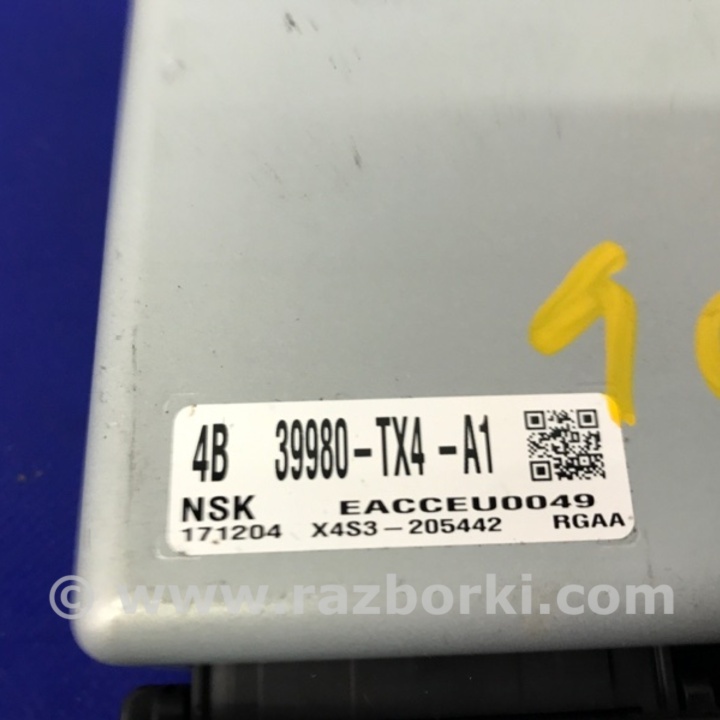 4B 39980-TX4-A1
NSK EACCEU0049
171204 X4S3-205442 RGAA
© www.razborki.com